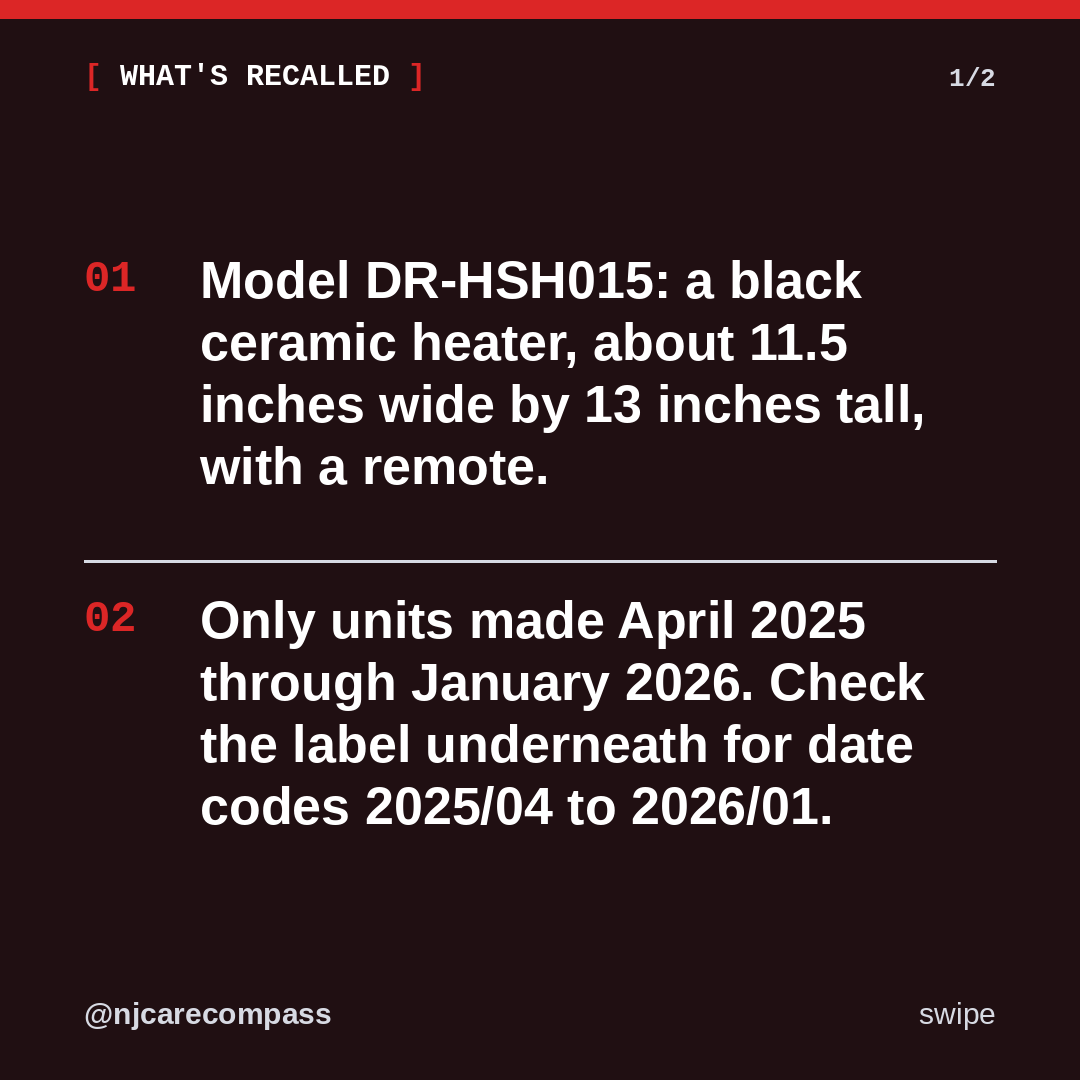 [ WHAT'S RECALLED ]
1/2
01
Model DR-HSH015: a black
ceramic heater, about 11.5
inches wide by 13 inches tall,
with a remote.
02
Only units made April 2025
through January 2026. Check
the label underneath for date
codes 2025/04 to 2026/01.
@njcarecompass
swipe